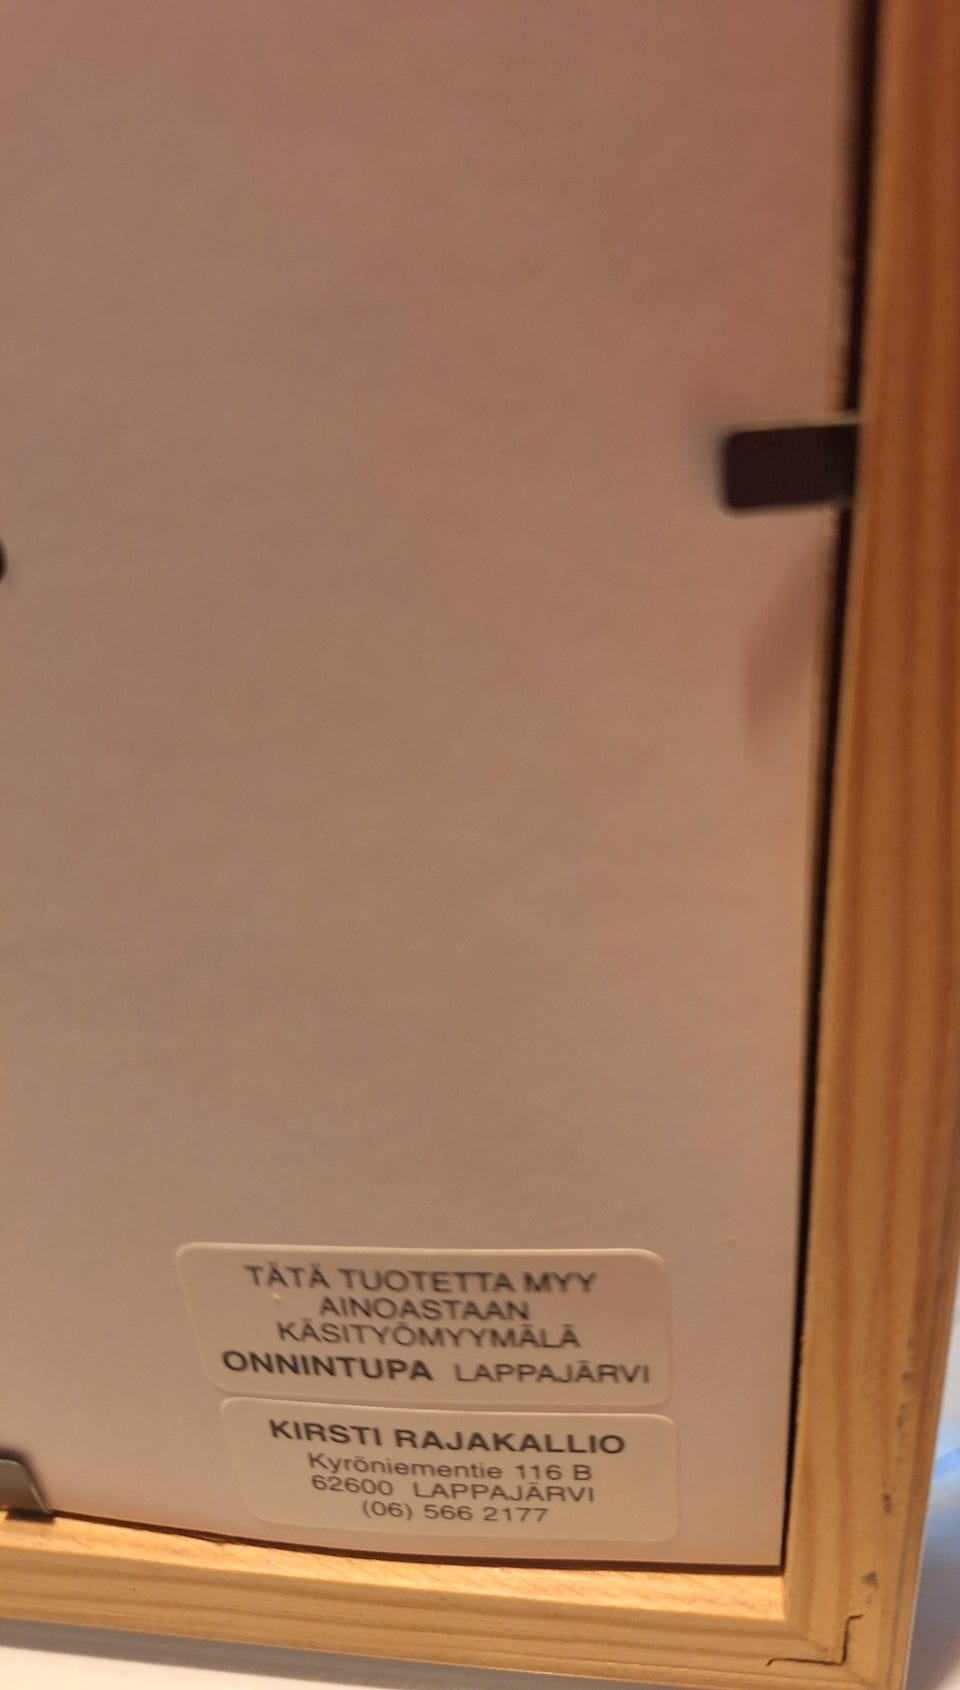 TÄTÄ TUOTETTA MYY
AINOASTAAN
KÄSITYÖMYYMÄLÄ
ONNINTUPA LAPPAJÄRVI
KIRSTI RAJAKALLIO
Kyröniementie 116 B
62600 LAPPAJÄRVI
(06) 566 2177